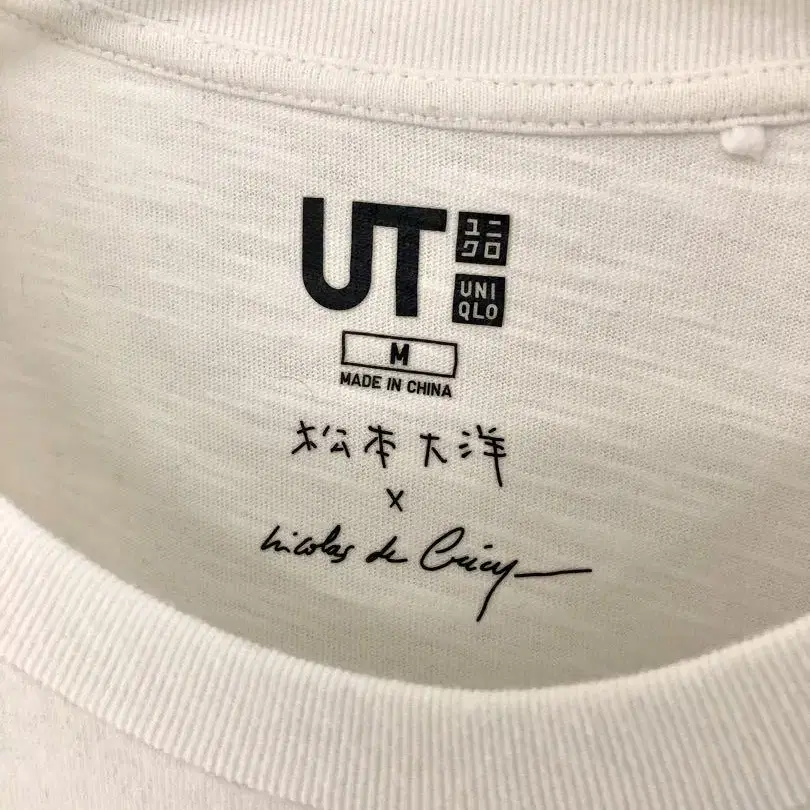 UT ユニ
クロ
UNI
QLO
M
MADE IN CHINA
松本大洋
x
Nicolas de Crécy